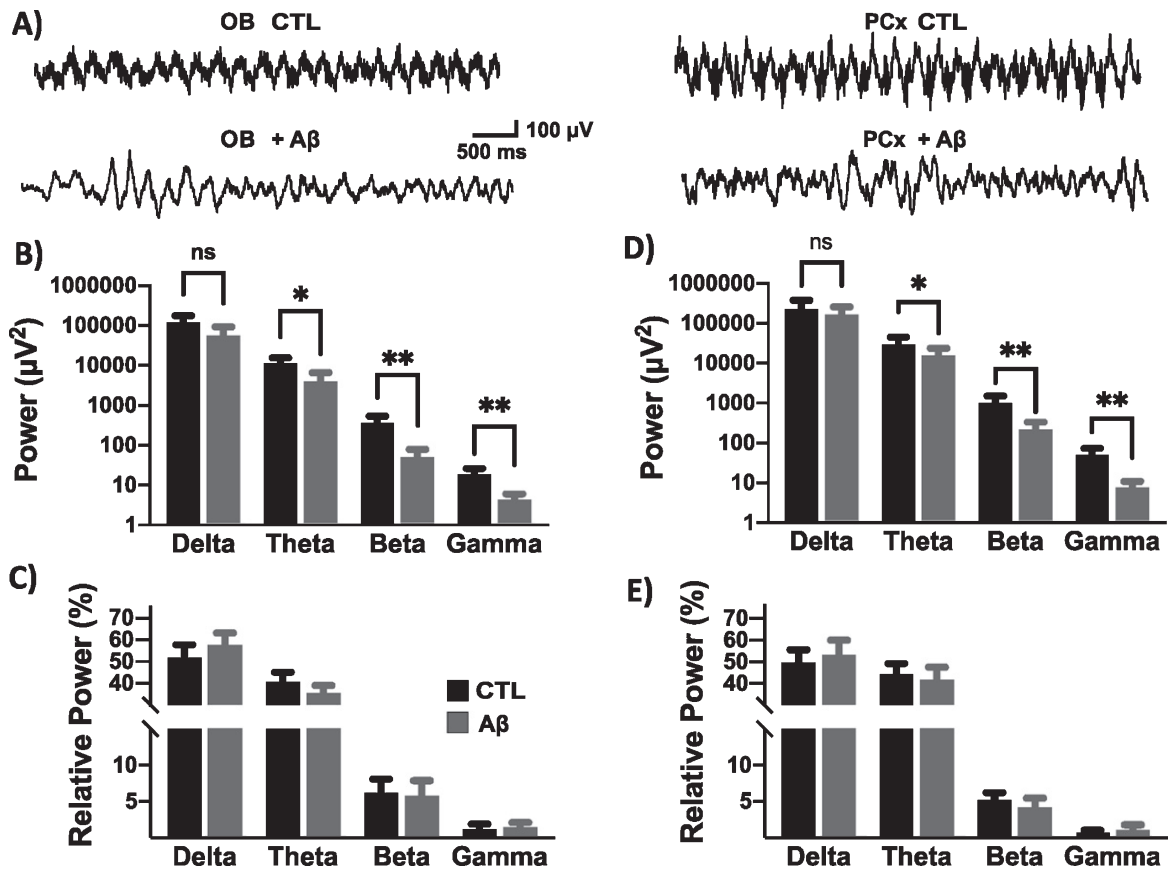 A)
OB CTL
PCx CTL
OB + Aβ
100 µV
500 ms
PCx + Aβ
B)
ns
*
**
**
Power (µV²)
1000000
100000
10000
1000
100
10
1
Delta Theta Beta Gamma
D)
ns
*
**
**
Power (µV²)
1000000
100000
10000
1000
100
10
1
Delta Theta Beta Gamma
C)
Relative Power (%)
70
60
50
40
10
5
CTL
Aβ
Delta Theta Beta Gamma
E)
Relative Power (%)
70
60
50
40
10
5
Delta Theta Beta Gamma